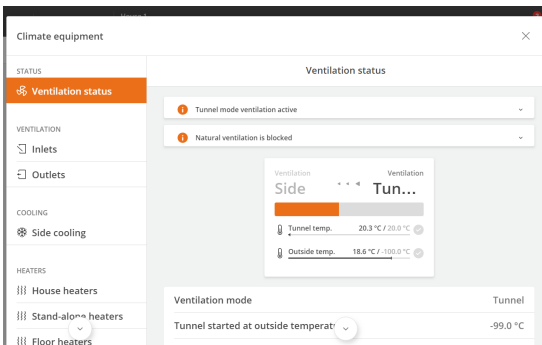 House 1
Climate equipment
STATUS
Ventilation status
VENTILATION
Inlets
Outlets
COOLING
Side cooling
HEATERS
House heaters
Stand-alone heaters
Floor heaters
Ventilation status
Tunnel mode ventilation active
Natural ventilation is blocked
Ventilation Ventilation
Side Tun...
Tunnel temp. 20.3 °C / 20.0 °C
Outside temp. 18.6 °C / -100.0 °C
Ventilation mode Tunnel
Tunnel started at outside -99.0 °C